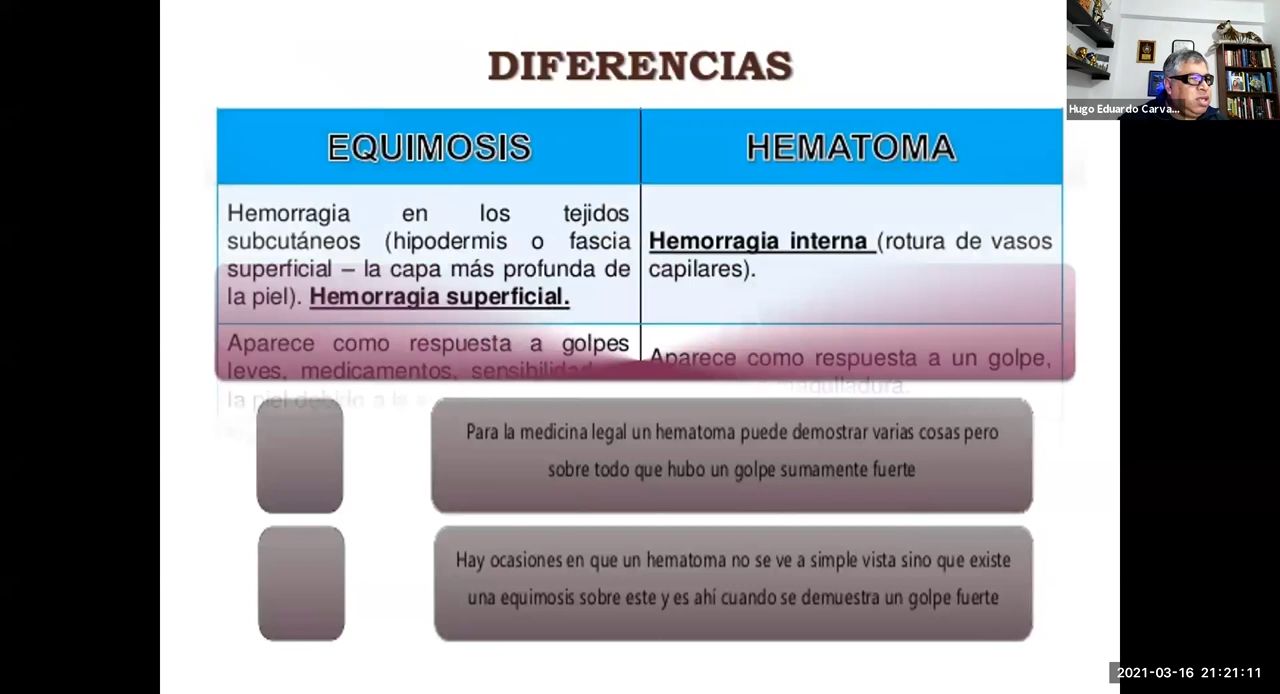 DIFERENCIAS
Hugo Eduardo Carva...
EQUIMOSIS
HEMATOMA
Hemorragia en los tejidos
subcutáneos (hipodermis o fascia
superficial – la capa más profunda de
la piel). Hemorragia superficial.
Hemorragia interna (rotura de vasos
capilares).
Aparece como respuesta a golpes
leves, medicamentos, sensibilidad
la piel debido a la
Aparece como respuesta a un golpe,
magulladura.
Para la medicina legal un hematoma puede demostrar varias cosas pero
sobre todo que hubo un golpe sumamente fuerte
Hay ocasiones en que un hematoma no se ve a simple vista sino que existe
una equimosis sobre este y es ahí cuando se demuestra un golpe fuerte
2021-03-16 21:21:11